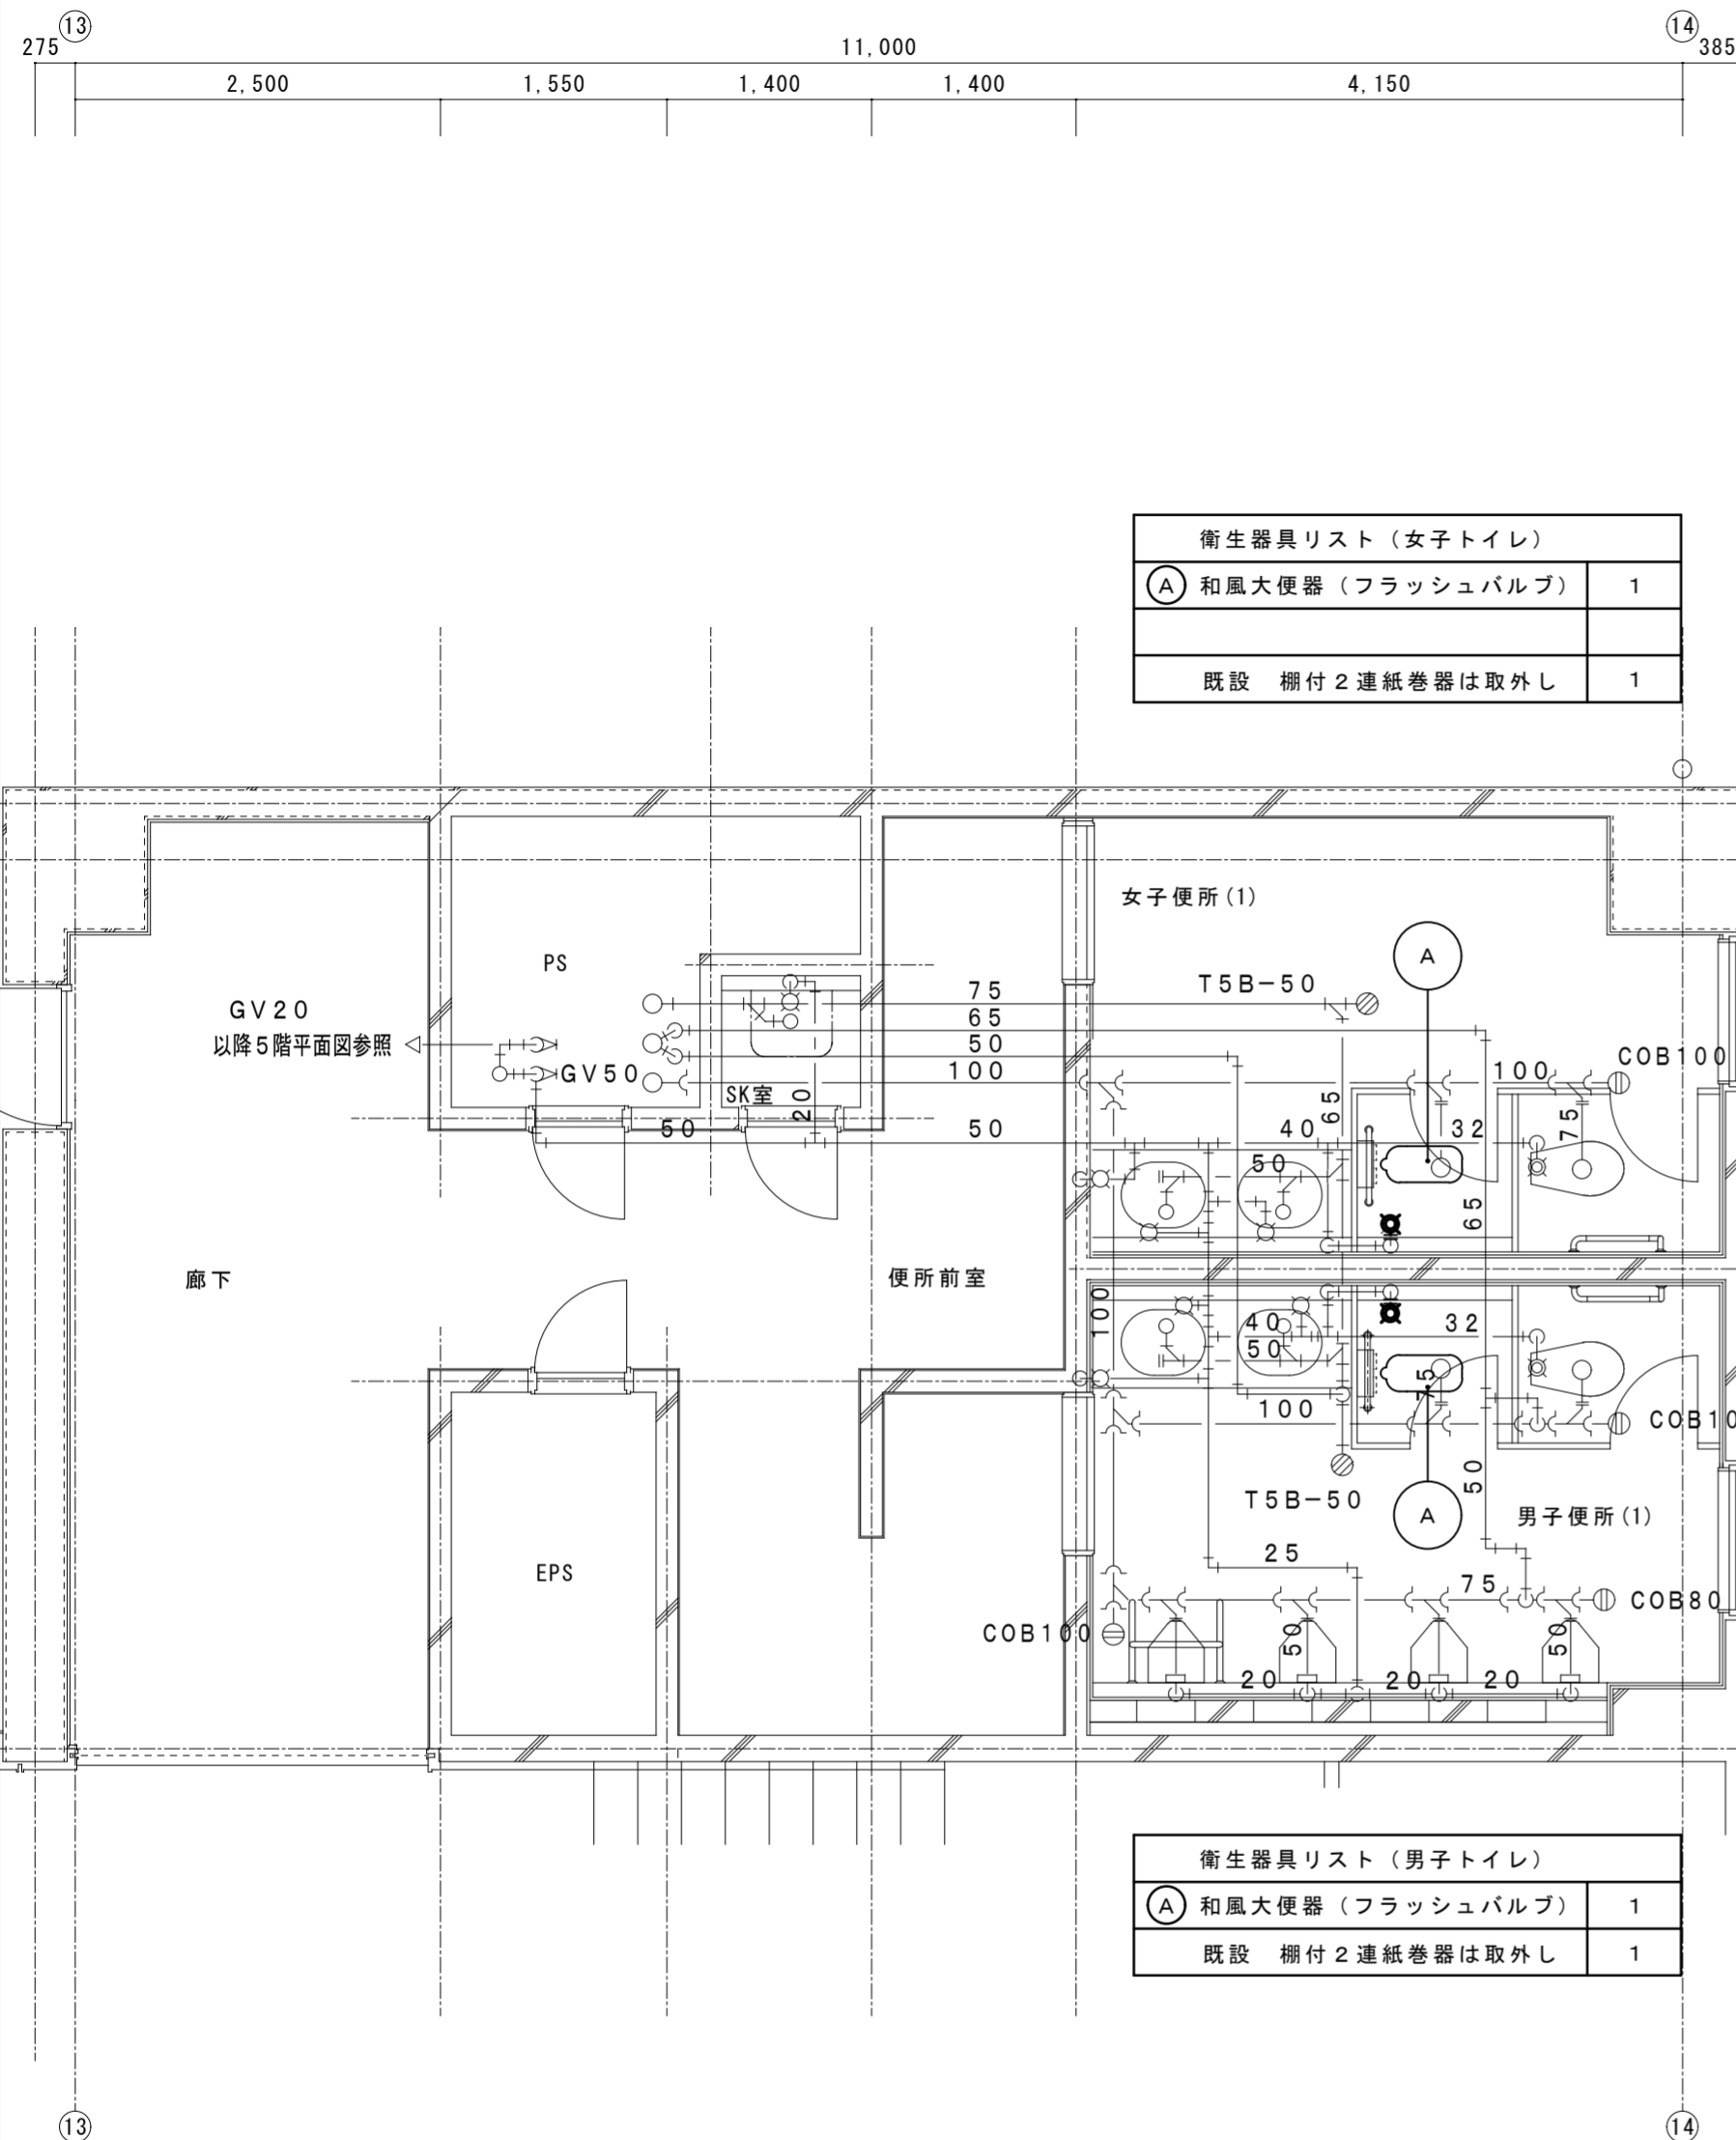 13
14
275
11,000
385
2,500
1,550
1,400
1,400
4,150
衛生器具リスト（女子トイレ）
A 和風大便器（フラッシュバルブ） 1
既設 棚付２連紙巻器は取外し 1
女子便所(1)
PS
A
T5B-50
75
GV20
65
以降５階平面図参照
50
COB100
GV50
100
100
SK室
20
65
75
50
50
40
32
50
65
廊下
便所前室
100
40
32
50
75
100
COB10
50
T5B-50
A
男子便所(1)
25
EPS
75
COB80
COB100
50
50
20
20
20
衛生器具リスト（男子トイレ）
A 和風大便器（フラッシュバルブ） 1
既設 棚付２連紙巻器は取外し 1
13
14